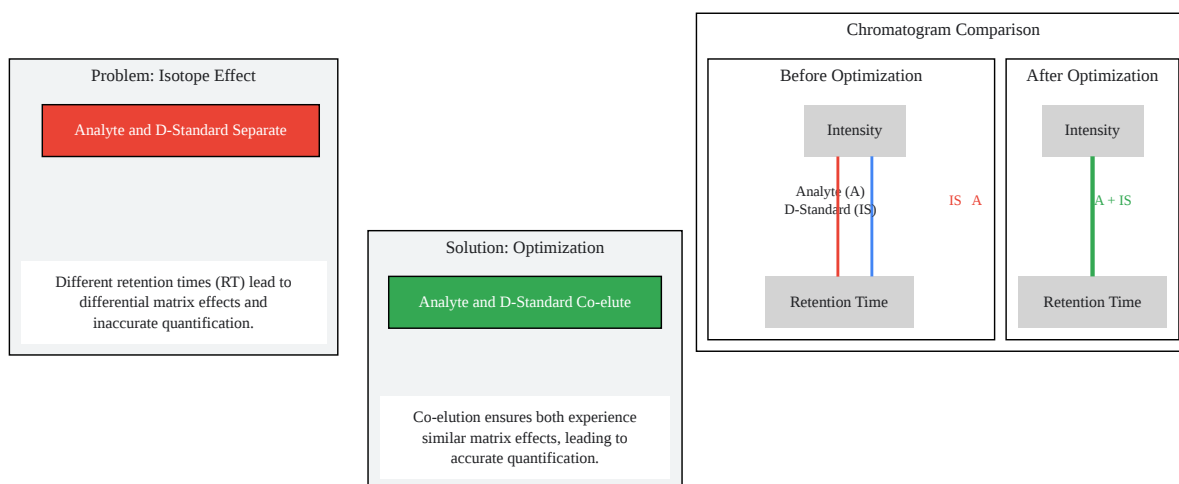 Problem: Isotope Effect
Analyte and D-Standard Separate
Different retention times (RT) lead to
differential matrix effects and
inaccurate quantification.
Solution: Optimization
Analyte and D-Standard Co-elute
Co-elution ensures both experience
similar matrix effects, leading to
accurate quantification.
Chromatogram Comparison
Before Optimization
Intensity
Analyte (A)
D-Standard (IS)
IS A
Retention Time
After Optimization
Intensity
A + IS
Retention Time